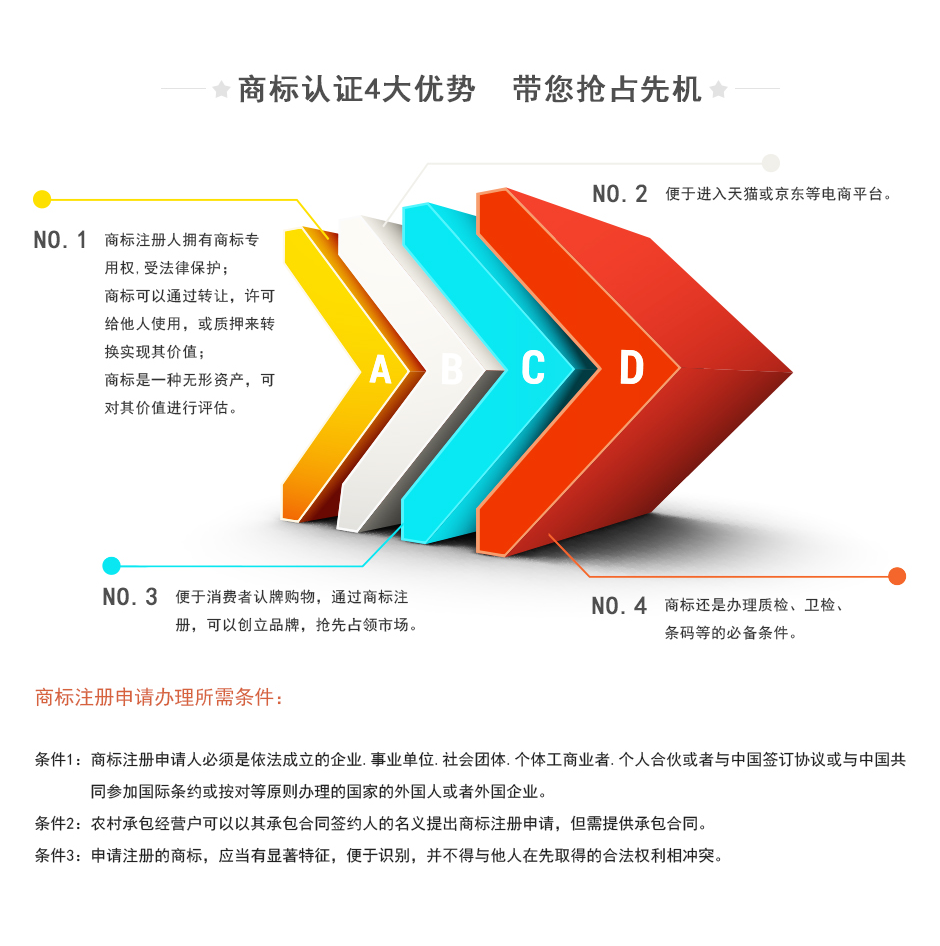 商标认证4大优势 带您抢占先机
NO.1
商标注册人拥有商标专
用权,受法律保护；
商标可以通过转让，许可
给他人使用，或质押来转
换实现其价值；
商标是一种无形资产，可
对其价值进行评估。
NO.2
便于进入天猫或京东等电商平台。
A
B
C
D
NO.3
便于消费者认牌购物，通过商标注
册，可以创立品牌，抢先占领市场。
NO.4
商标还是办理质检、卫检、
条码等的必备条件。
商标注册申请办理所需条件：
条件1：商标注册申请人必须是依法成立的企业.事业单位.社会团体.个体工商业者.个人合伙或者与中国签订协议或与中国共
同参加国际条约或按对等原则办理的国家的外国人或者外国企业。
条件2：农村承包经营户可以以其承包合同签约人的名义提出商标注册申请，但需提供承包合同。
条件3：申请注册的商标，应当有显著特征，便于识别，并不得与他人在先取得的合法权利相冲突。